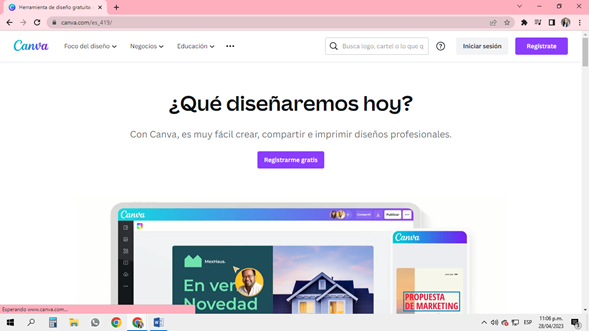 Herramienta de diseño gratuita:
canva.com/es_419/
Canva
Foco del diseño
Negocios
Educación
Busca logo, cartel o lo que q
Iniciar sesión
Regístrate
¿Qué diseñaremos hoy?
Con Canva, es muy fácil crear, compartir e imprimir diseños profesionales.
Registrarme gratis
Canva
Compartir
Publicar
Canva
MaxHaus.
En ven
Novedad
PROPUESTA
DE MARKETING
Esperando www.canva.com...
ESP
11:06 p.m.
28/04/2023